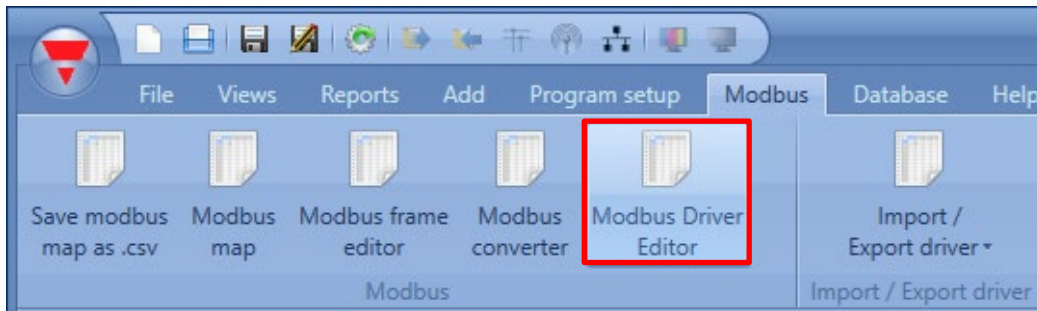 File Views Reports Add Program setup Modbus Database Help
Save modbus map as .csv
Modbus map
Modbus frame editor
Modbus converter
Modbus Driver Editor
Import / Export driver
Modbus
Import / Export driver